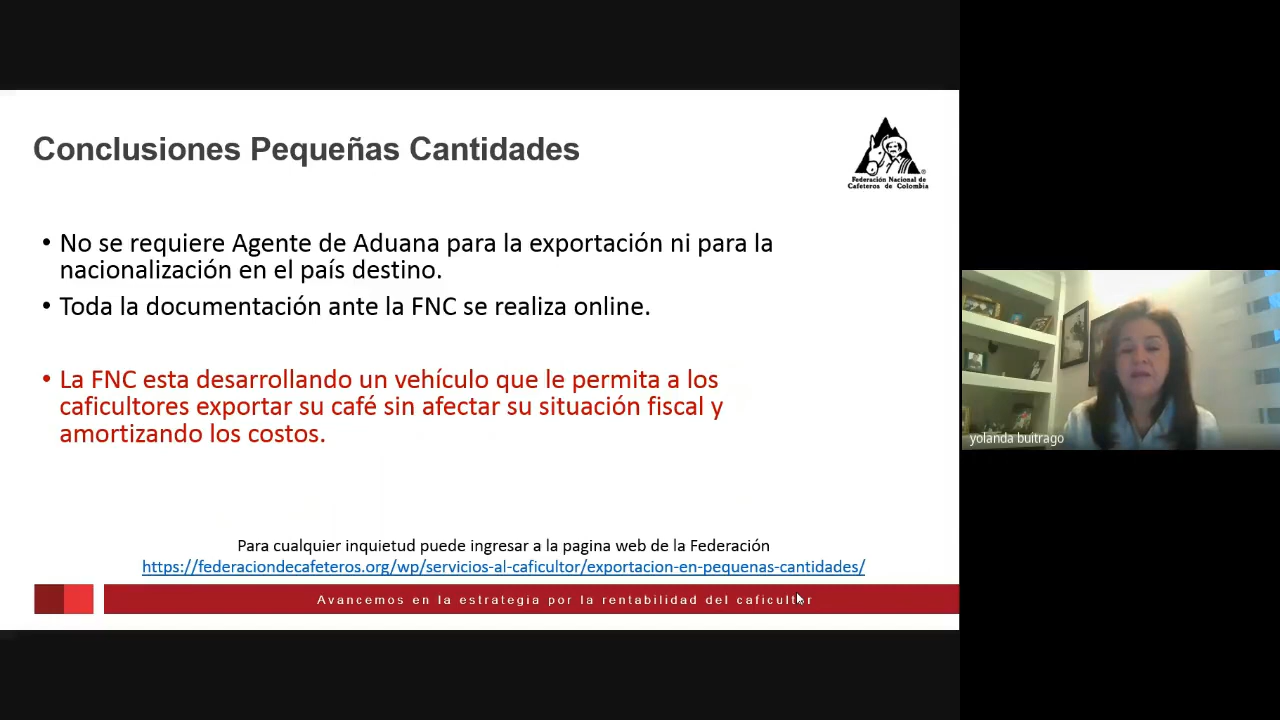 Conclusiones Pequeñas Cantidades
Federación Nacional de
Cafeteros de Colombia
• No se requiere Agente de Aduana para la exportación ni para la
nacionalización en el país destino.
• Toda la documentación ante la FNC se realiza online.
• La FNC esta desarrollando un vehículo que le permita a los
caficultores exportar su café sin afectar su situación fiscal y
amortizando los costos.
Para cualquier inquietud puede ingresar a la pagina web de la Federación
https://federaciondecafeteros.org/wp/servicios-al-caficultor/exportacion-en-pequenas-cantidades/
Avancemos en la estrategia por la rentabilidad del caficultor
yolanda buitrago